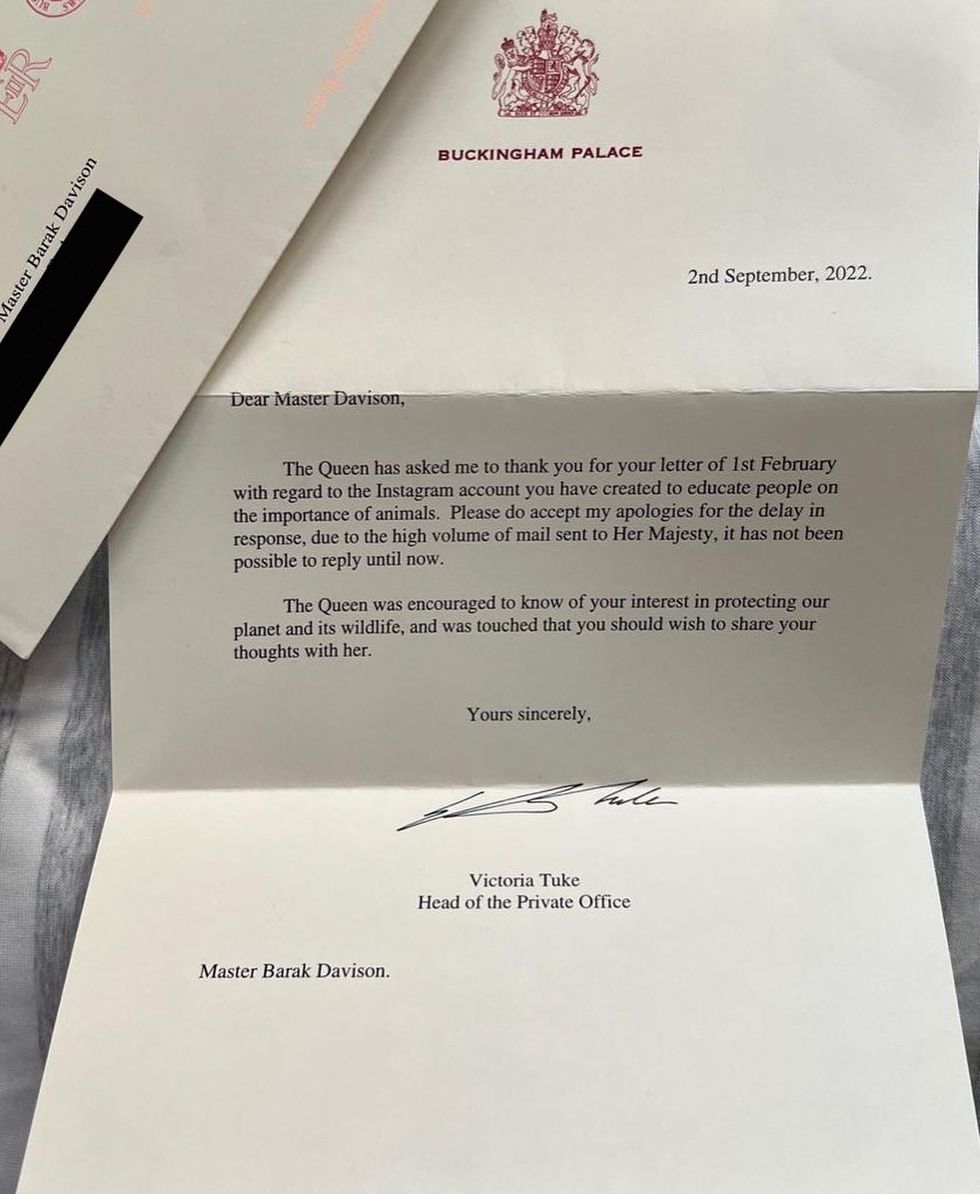 EIIR
Master Barak Davison
BUCKINGHAM PALACE
2nd September, 2022.
Dear Master Davison,
The Queen has asked me to thank you for your letter of 1st February
with regard to the Instagram account you have created to educate people on
the importance of animals. Please do accept my apologies for the delay in
response, due to the high volume of mail sent to Her Majesty, it has not been
possible to reply until now.
The Queen was encouraged to know of your interest in protecting our
planet and its wildlife, and was touched that you should wish to share your
thoughts with her.
Yours sincerely,
Victoria Tuke
Head of the Private Office
Master Barak Davison.